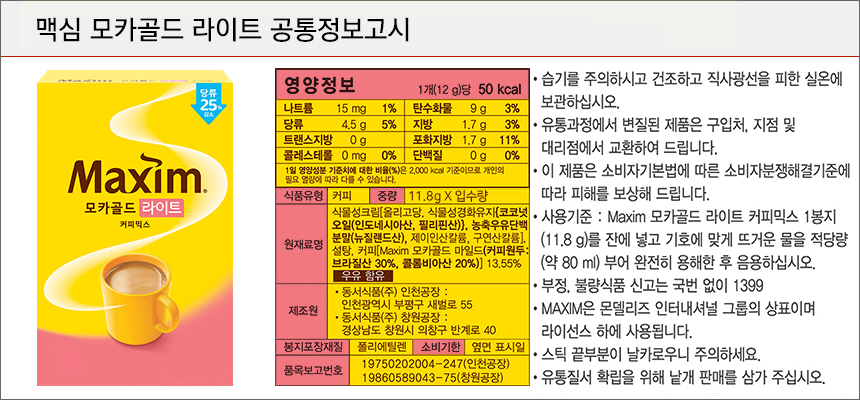 맥심 모카골드 라이트 공통정보고시
Maxim
당류
25%
감소
Maxim.
모카골드 라이트
커피믹스
영양정보 1개(12 g)당 50 kcal
나트륨 15 mg 1% 탄수화물 9 g 3%
당류 4.5 g 5% 지방 1.7 g 3%
트랜스지방 0 g 포화지방 1.7 g 11%
콜레스테롤 0 mg 0% 단백질 0 g 0%
1일 영양성분 기준치에 대한 비율(%)은 2,000 kcal 기준이므로 개인의
필요 열량에 따라 다를 수 있습니다.
식품유형 커피 중량 11.8g X 입수량
원재료명
식물성크림[올리고당, 식물성경화유지{코코넛
오일(인도네시아산, 필리핀산)}, 농축우유단백
분말(뉴질랜드산), 제이인산칼륨, 구연산칼륨],
설탕, 커피[Maxim 모카골드 마일드(커피원두:
브라질산 30%, 콜롬비아산 20%)] 13.55%
우유 함유
제조원
• 동서식품(주) 인천공장 :
인천광역시 부평구 새벌로 55
• 동서식품(주) 창원공장 :
경상남도 창원시 의창구 반계로 40
봉지포장재질 폴리에틸렌 소비기한 옆면 표시일
품목보고번호
19750202004-247(인천공장)
19860589043-75(창원공장)
• 습기를 주의하시고 건조하고 직사광선을 피한 실온에
보관하십시오.
• 유통과정에서 변질된 제품은 구입처, 지점 및
대리점에서 교환하여 드립니다.
• 이 제품은 소비자기본법에 따른 소비자분쟁해결기준에
따라 피해를 보상해 드립니다.
• 사용기준 : Maxim 모카골드 라이트 커피믹스 1봉지
(11.8 g)를 잔에 넣고 기호에 맞게 뜨거운 물을 적당량
(약 80 ml) 부어 완전히 용해한 후 음용하십시오.
• 부정, 불량식품 신고는 국번 없이 1399
• MAXIM은 몬델리즈 인터내셔널 그룹의 상표이며
라이선스 하에 사용됩니다.
• 스틱 끝부분이 날카로우니 주의하세요.
• 유통질서 확립을 위해 낱개 판매를 삼가 주십시오.